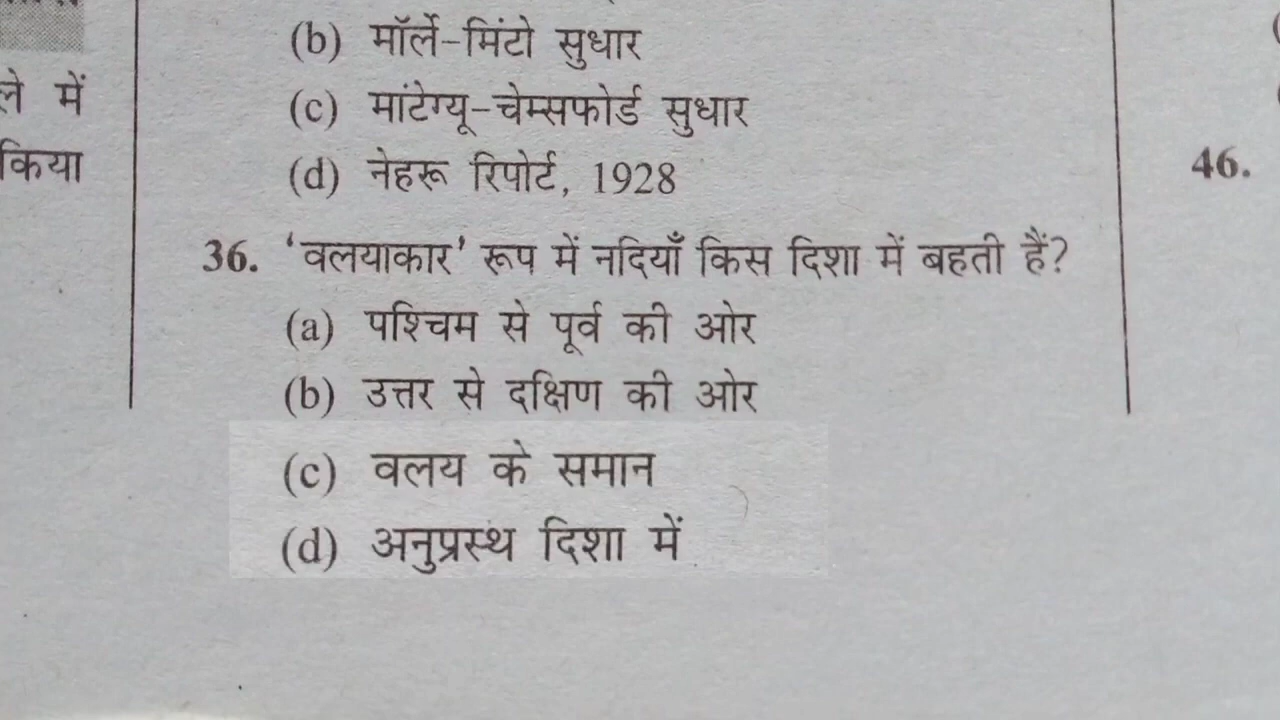 ले में
किया
(b) मॉर्ले-मिंटो सुधार
(c) मांटेग्यू-चेम्सफोर्ड सुधार
(d) नेहरू रिपोर्ट, 1928
36. 'वलयाकार' रूप में नदियाँ किस दिशा में बहती हैं?
(a) पश्चिम से पूर्व की ओर
(b) उत्तर से दक्षिण की ओर
(c) वलय के समान
(d) अनुप्रस्थ दिशा में
46.